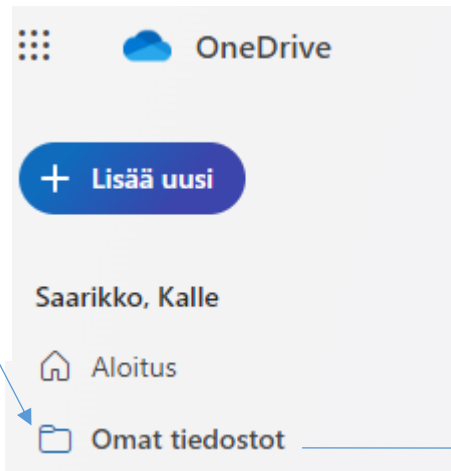 OneDrive
Lisää uusi
Saarikko, Kalle
Aloitus
Omat tiedostot